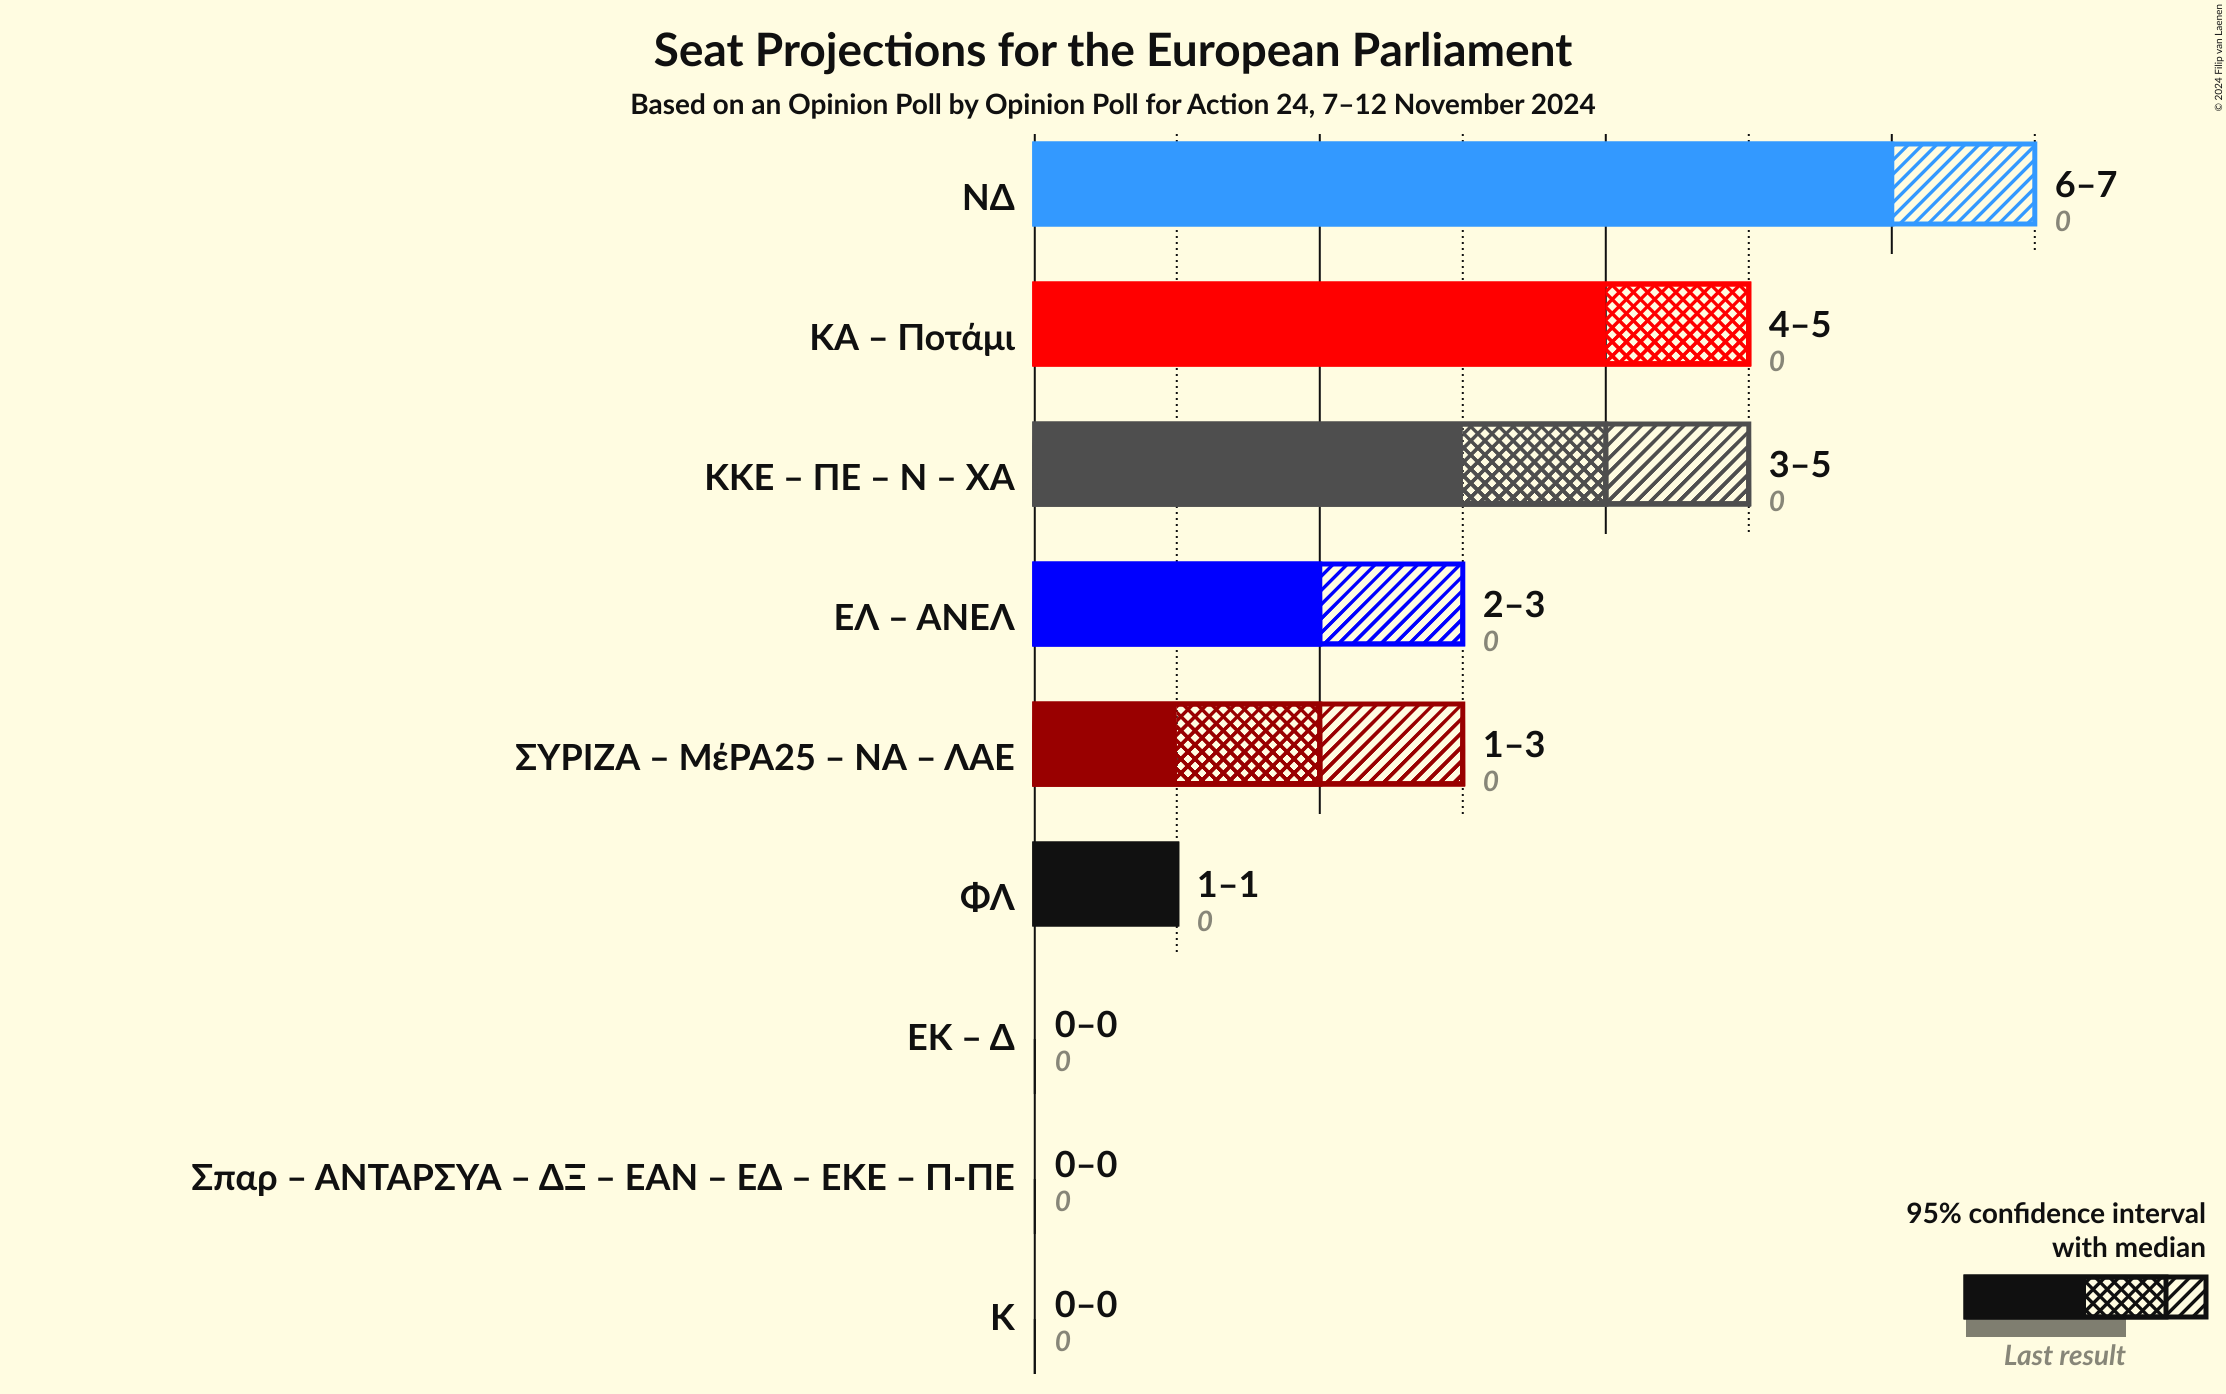 Seat Projections for the European Parliament
Based on an Opinion Poll by Opinion Poll for Action 24, 7–12 November 2024
© 2024 Filip van Laenen
ΝΔ
6–7
0
ΚΑ – Ποτάμι
4–5
0
ΚΚΕ – ΠΕ – Ν – ΧΑ
3–5
0
ΕΛ – ΑΝΕΛ
2–3
0
ΣΥΡΙΖΑ – ΜέΡΑ25 – ΝΑ – ΛΑΕ
1–3
0
ΦΛ
1–1
0
ΕΚ – Δ
0–0
0
Σπαρ – ΑΝΤΑΡΣΥΑ – ΔΞ – ΕΑΝ – ΕΔ – ΕΚΕ – Π-ΠΕ
0–0
0
Κ
0–0
0
95% confidence interval
with median
Last result